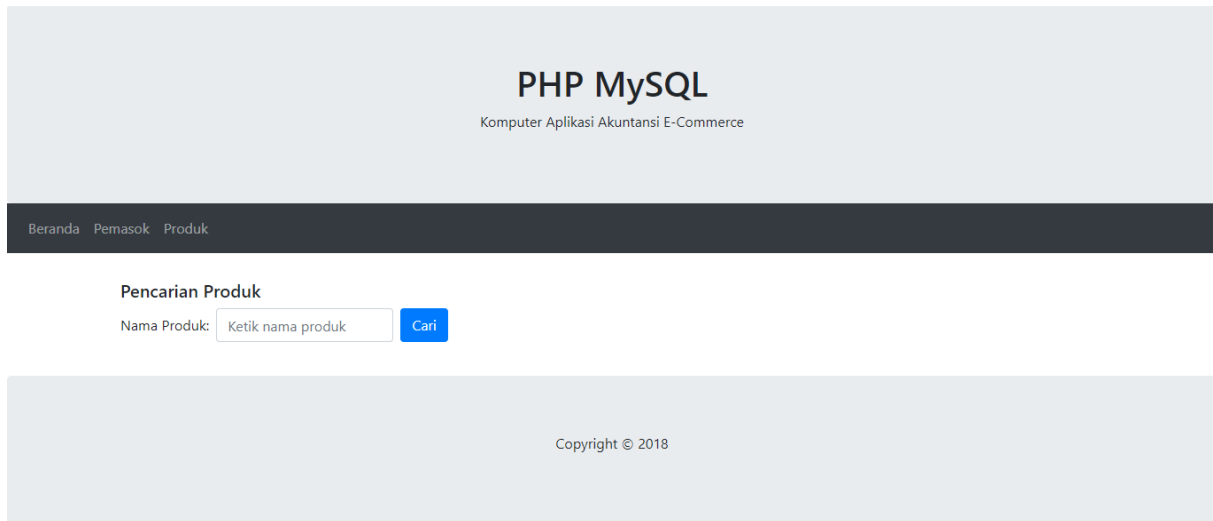 PHP MySQL
Komputer Aplikasi Akuntansi E-Commerce
Beranda Pemasok Produk
Pencarian Produk
Nama Produk: Ketik nama produk Cari
Copyright © 2018